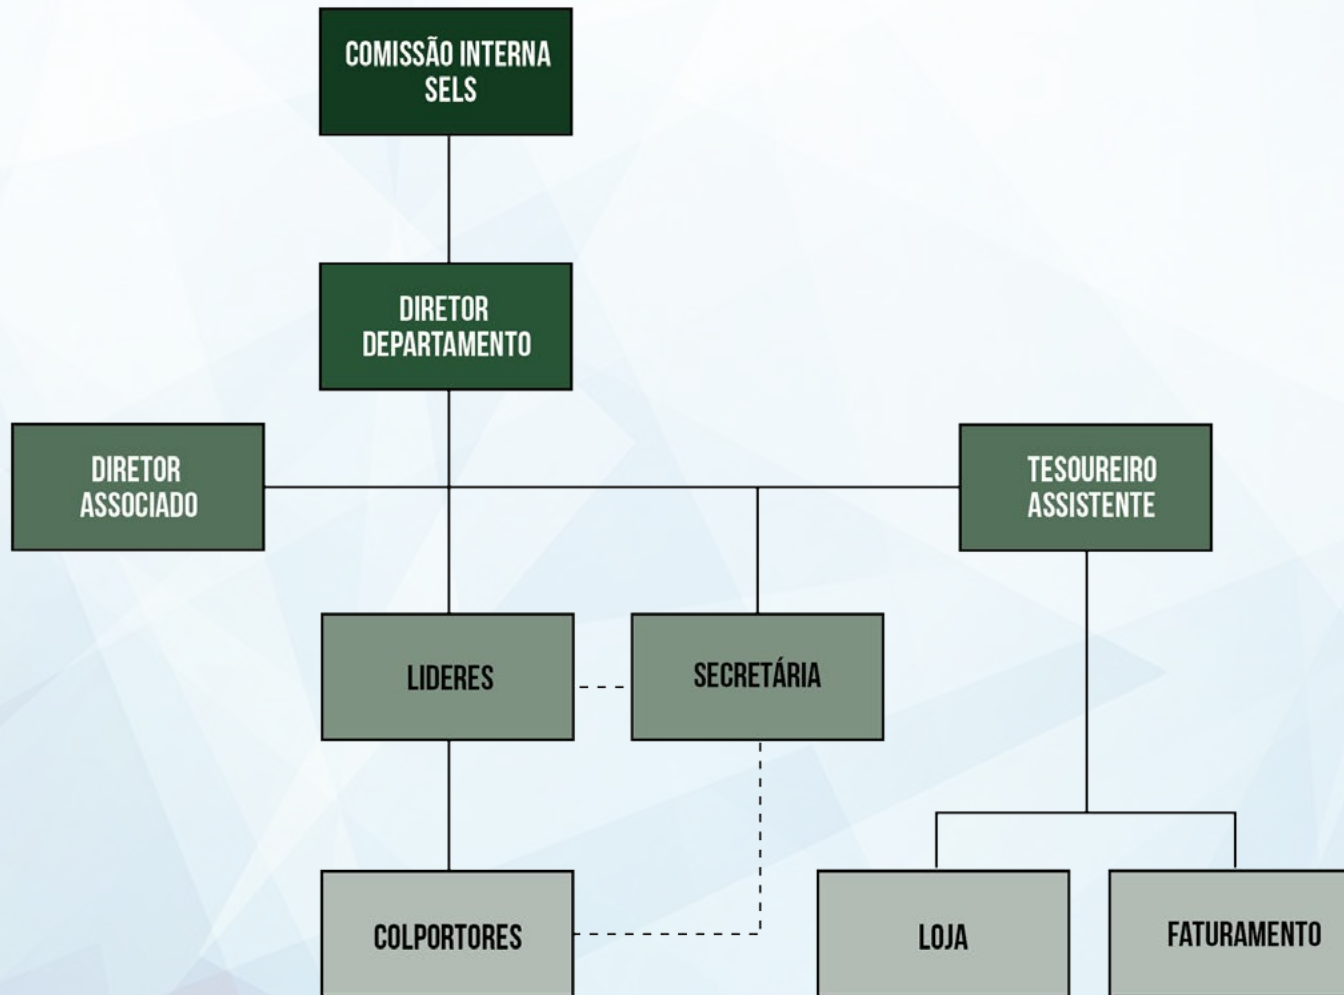 COMISSÃO INTERNA
SELS
DIRETOR
DEPARTAMENTO
DIRETOR
ASSOCIADO
TESOUREIRO
ASSISTENTE
LIDERES
SECRETÁRIA
COLPORTORES
LOJA
FATURAMENTO